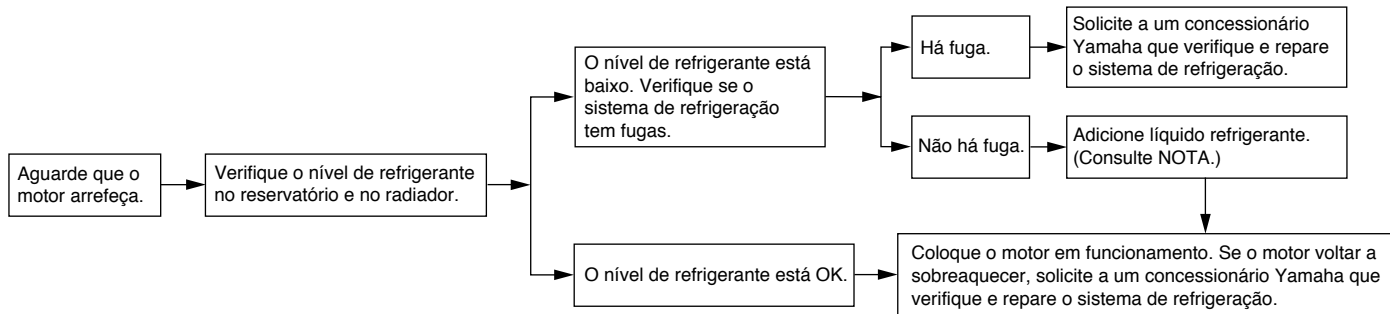 Aguarde que o
motor arrefeça.
Verifique o nível de refrigerante
no reservatório e no radiador.
O nível de refrigerante está
baixo. Verifique se o
sistema de refrigeração
tem fugas.
Há fuga.
Solicite a um concessionário
Yamaha que verifique e repare
o sistema de refrigeração.
Não há fuga.
Adicione líquido refrigerante.
(Consulte NOTA.)
O nível de refrigerante está OK.
Coloque o motor em funcionamento. Se o motor voltar a
sobreaquecer, solicite a um concessionário Yamaha que
verifique e repare o sistema de refrigeração.